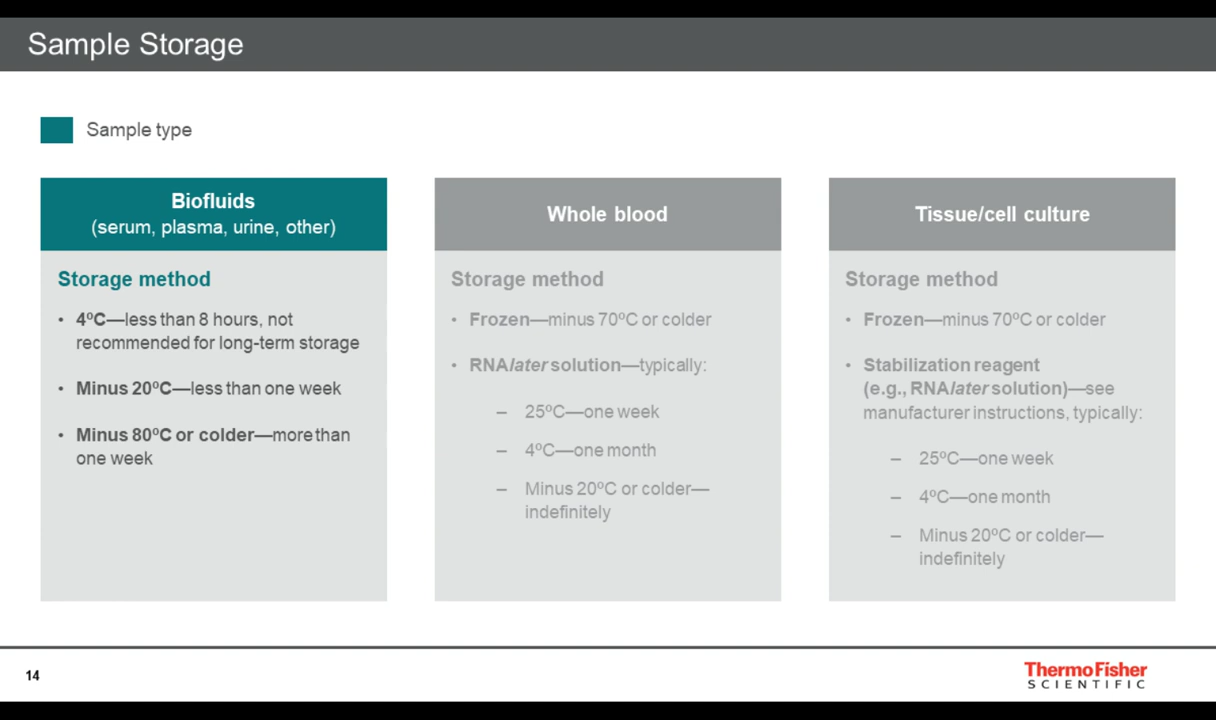 Sample Storage
Sample type
Biofluids
(serum, plasma, urine, other)
Storage method
• 4ºC—less than 8 hours, not
recommended for long-term storage
• Minus 20ºC—less than one week
• Minus 80ºC or colder—more than
one week
Whole blood
Storage method
• Frozen—minus 70ºC or colder
• RNAlater solution—typically:
– 25ºC—one week
– 4ºC—one month
– Minus 20ºC or colder—
indefinitely
Tissue/cell culture
Storage method
• Frozen—minus 70ºC or colder
• Stabilization reagent
(e.g., RNAlater solution)—see
manufacturer instructions, typically:
– 25ºC—one week
– 4ºC—one month
– Minus 20ºC or colder—
indefinitely
14
ThermoFisher
SCIENTIFIC